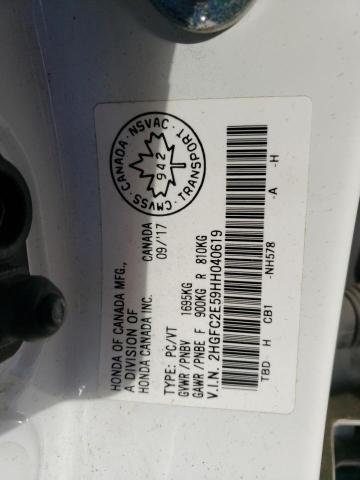 HONDA OF CANADA MFG.,
A DIVISION OF
HONDA CANADA INC.
CANADA
09/'17
CANADA · NSVAC · TRANSPORT · CMVSS ·
942
TYPE: PC/VT
GVWR /PNBV 1695KG
GAWR/PNBE F 900KG R 810KG
V.I.N. 2HGFC2E59HH040619
TBD H CB1 -NH578 -A -H